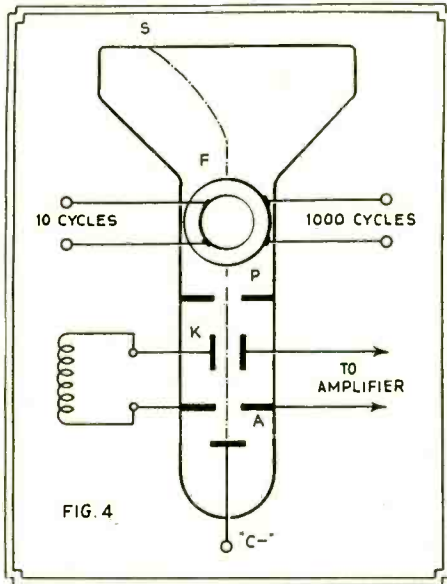 S
F
10 CYCLES
1000 CYCLES
P
K
TO
AMPLIFIER
A
FIG. 4
"C-"